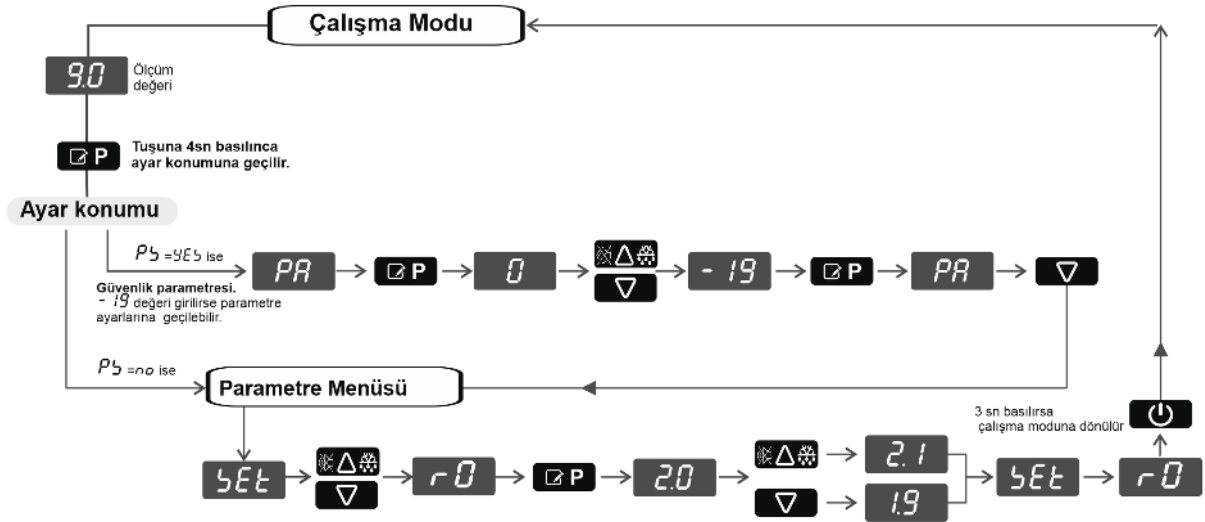 Çalışma Modu
9.0
Ölçüm
değeri
P
Tuşuna 4sn basılınca
ayar konumuna geçilir.
Ayar konumu
PS =YES ise
PA
P
0
- 19
P
PA
Güvenlik parametresi.
- 19 değeri girilirse parametre
ayarlarına geçilebilir.
PS =no ise
Parametre Menüsü
3 sn basılırsa
çalışma moduna dönülür
SEt
r0
P
2.0
2.1
1.9
SEt
r0